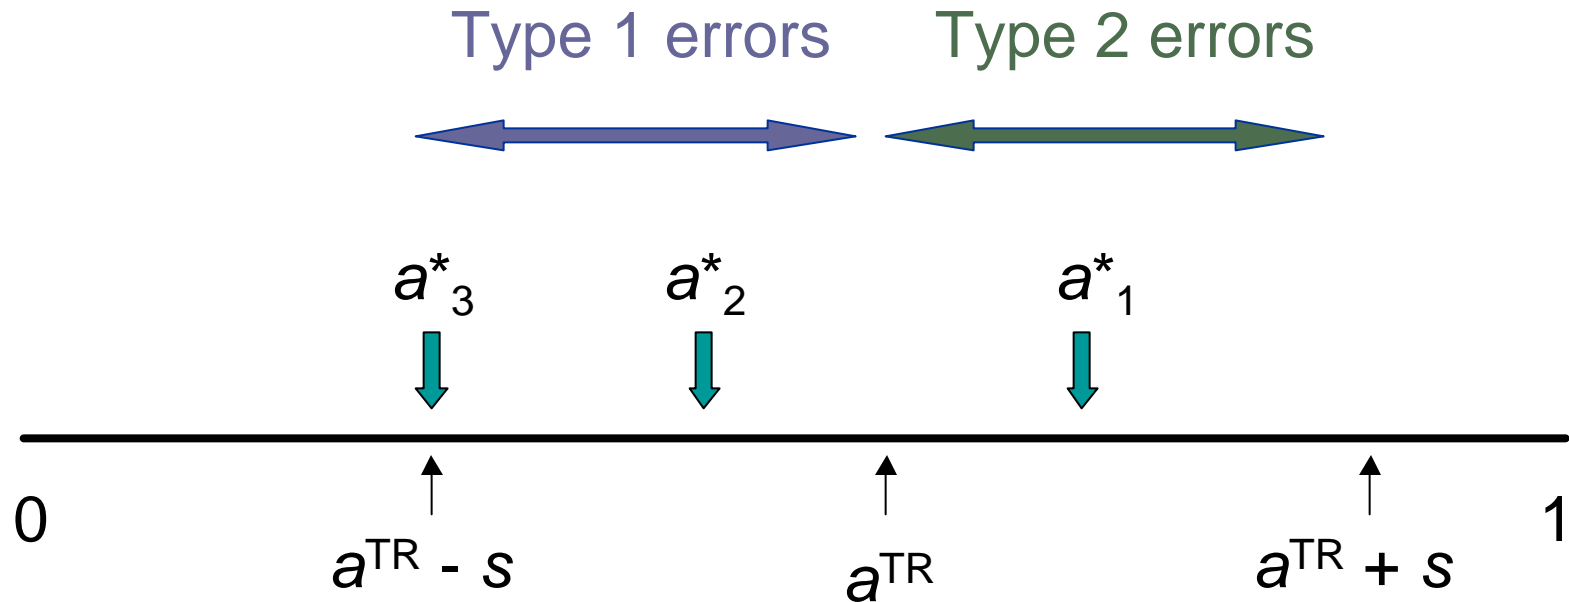 Type 1 errors Type 2 errors
a*3 a*2 a*1
0 1
aTR - s aTR aTR + s